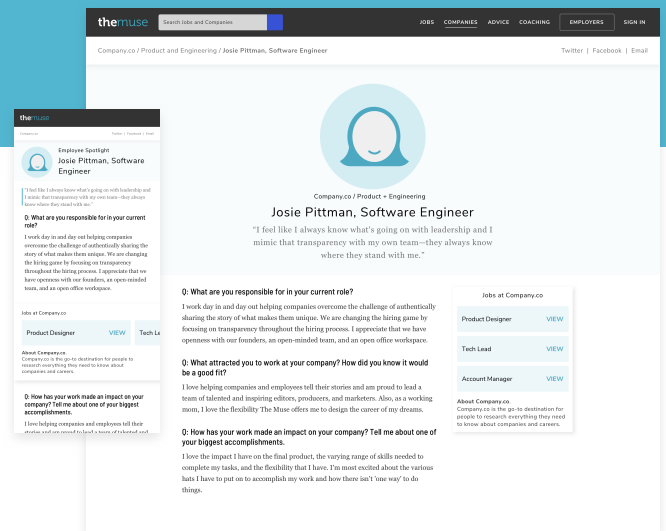 themuse
Search Jobs and Companies
JOBS COMPANIES ADVICE COACHING EMPLOYERS SIGN IN
Company.co / Product and Engineering / Josie Pittman, Software Engineer
Twitter | Facebook | Email
Company.co / Product + Engineering
Josie Pittman, Software Engineer
“I feel like I always know what’s going on with leadership and I
mimic that transparency with my own team—they always know
where they stand with me.”
Q: What are you responsible for in your current role?
I work day in and day out helping companies overcome the challenge of authentically
sharing the story of what makes them unique. We are changing the hiring game by
focusing on transparency throughout the hiring process. I appreciate that we have
openness with our founders, an open-minded team, and an open office workspace.
Q: What attracted you to work at your company? How did you know it would
be a good fit?
I love helping companies and employees tell their stories and am proud to lead a
team of talented and inspiring editors, producers, and marketers. Also, as a working
mom, I love the flexibility The Muse offers me to design the career of my dreams.
Q: How has your work made an impact on your company? Tell me about one of
your biggest accomplishments.
I love the impact I have on the final product, the varying range of skills needed to
complete my tasks, and the flexibility that I have. I’m most excited about the various
hats I have to put on to accomplish my work and how there isn’t ‘one way’ to do
things.
Jobs at Company.co
Product Designer VIEW
Tech Lead VIEW
Account Manager VIEW
About Company.co.
Company.co is the go-to destination for
people to research everything they need
to know about companies and careers.
themuse
Company.co
Twitter | Facebook | Email
Employee Spotlight
Josie Pittman, Software
Engineer
“I feel like I always know what’s going on with leadership and
I mimic that transparency with my own team—they always
know where they stand with me.”
Q: What are you responsible for in your current
role?
I work day in and day out helping companies
overcome the challenge of authentically sharing the
story of what makes them unique. We are changing
the hiring game by focusing on transparency
throughout the hiring process. I appreciate that we
have openness with our founders, an open-minded
team, and an open office workspace.
Jobs at Company.co
Product Designer VIEW
Tech Le
About Company.co.
Company.co is the go-to destination for people to
research everything they need to know about
companies and careers.
Q: How has your work made an impact on your
company? Tell me about one of your biggest
accomplishments.
I love helping companies and employees tell their
stories and am proud to lead a team of talented and